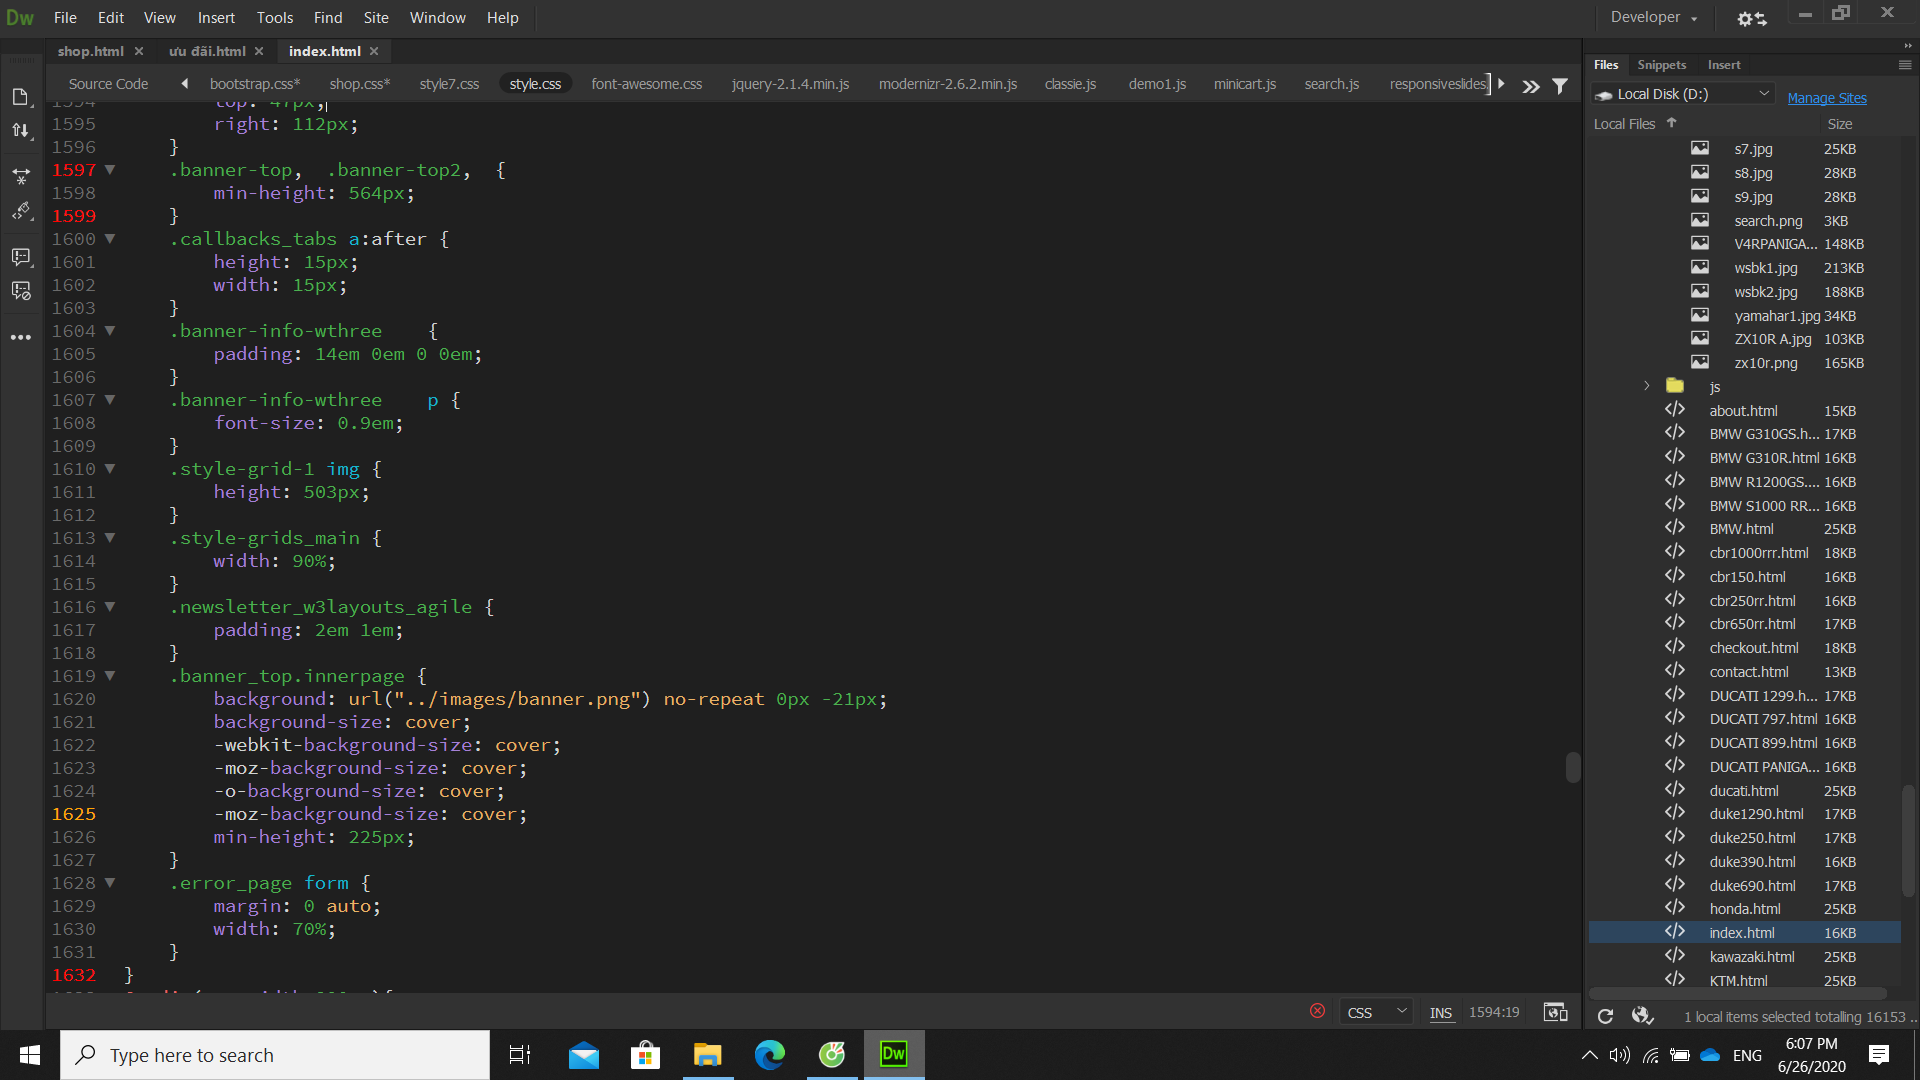 Dw File Edit View Insert Tools Find Site Window Help Developer
shop.html × ưu đãi.html × index.html ×
Source Code bootstrap.css* shop.css* style7.css style.css font-awesome.css jquery-2.1.4.min.js modernizr-2.6.2.min.js classie.js demo1.js minicart.js search.js responsiveslides
1594 top: 47px;
1595 right: 112px;
1596 }
1597 .banner-top, .banner-top2, {
1598 min-height: 564px;
1599 }
1600 .callbacks_tabs a:after {
1601 height: 15px;
1602 width: 15px;
1603 }
1604 .banner-info-wthree {
1605 padding: 14em 0em 0 0em;
1606 }
1607 .banner-info-wthree p {
1608 font-size: 0.9em;
1609 }
1610 .style-grid-1 img {
1611 height: 503px;
1612 }
1613 .style-grids_main {
1614 width: 90%;
1615 }
1616 .newsletter_w3layouts_agile {
1617 padding: 2em 1em;
1618 }
1619 .banner_top.innerpage {
1620 background: url("../images/banner.png") no-repeat 0px -21px;
1621 background-size: cover;
1622 -webkit-background-size: cover;
1623 -moz-background-size: cover;
1624 -o-background-size: cover;
1625 -moz-background-size: cover;
1626 min-height: 225px;
1627 }
1628 .error_page form {
1629 margin: 0 auto;
1630 width: 70%;
1631 }
1632 }
CSS INS 1594:19
Files Snippets Insert
Local Disk (D:) Manage Sites
Local Files Size
s7.jpg 25KB
s8.jpg 28KB
s9.jpg 28KB
search.png 3KB
V4RPANIGA... 148KB
wsbk1.jpg 213KB
wsbk2.jpg 188KB
yamahar1.jpg 34KB
ZX10R A.jpg 103KB
zx10r.png 165KB
js
about.html 15KB
BMW G310GS.h... 17KB
BMW G310R.html 16KB
BMW R1200GS.... 16KB
BMW S1000 RR... 16KB
BMW.html 25KB
cbr1000rrr.html 18KB
cbr150.html 16KB
cbr250rr.html 16KB
cbr650rr.html 17KB
checkout.html 18KB
contact.html 13KB
DUCATI 1299.h... 17KB
DUCATI 797.html 16KB
DUCATI 899.html 16KB
DUCATI PANIGA... 16KB
ducati.html 25KB
duke1290.html 17KB
duke250.html 17KB
duke390.html 16KB
duke690.html 17KB
honda.html 25KB
index.html 16KB
kawazaki.html 25KB
KTM.html 25KB
1 local items selected totalling 16153 ..
Type here to search
Dw
ENG
6:07 PM
6/26/2020